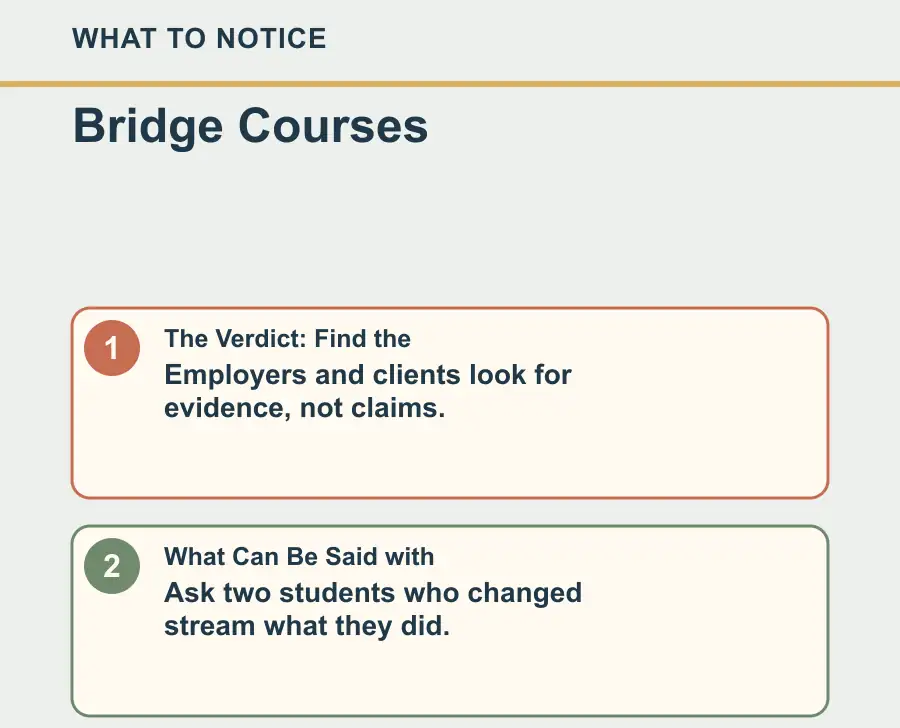 WHAT TO NOTICE
Bridge Courses
1
The Verdict: Find the
Employers and clients look for
evidence, not claims.
2
What Can Be Said with
Ask two students who changed
stream what they did.